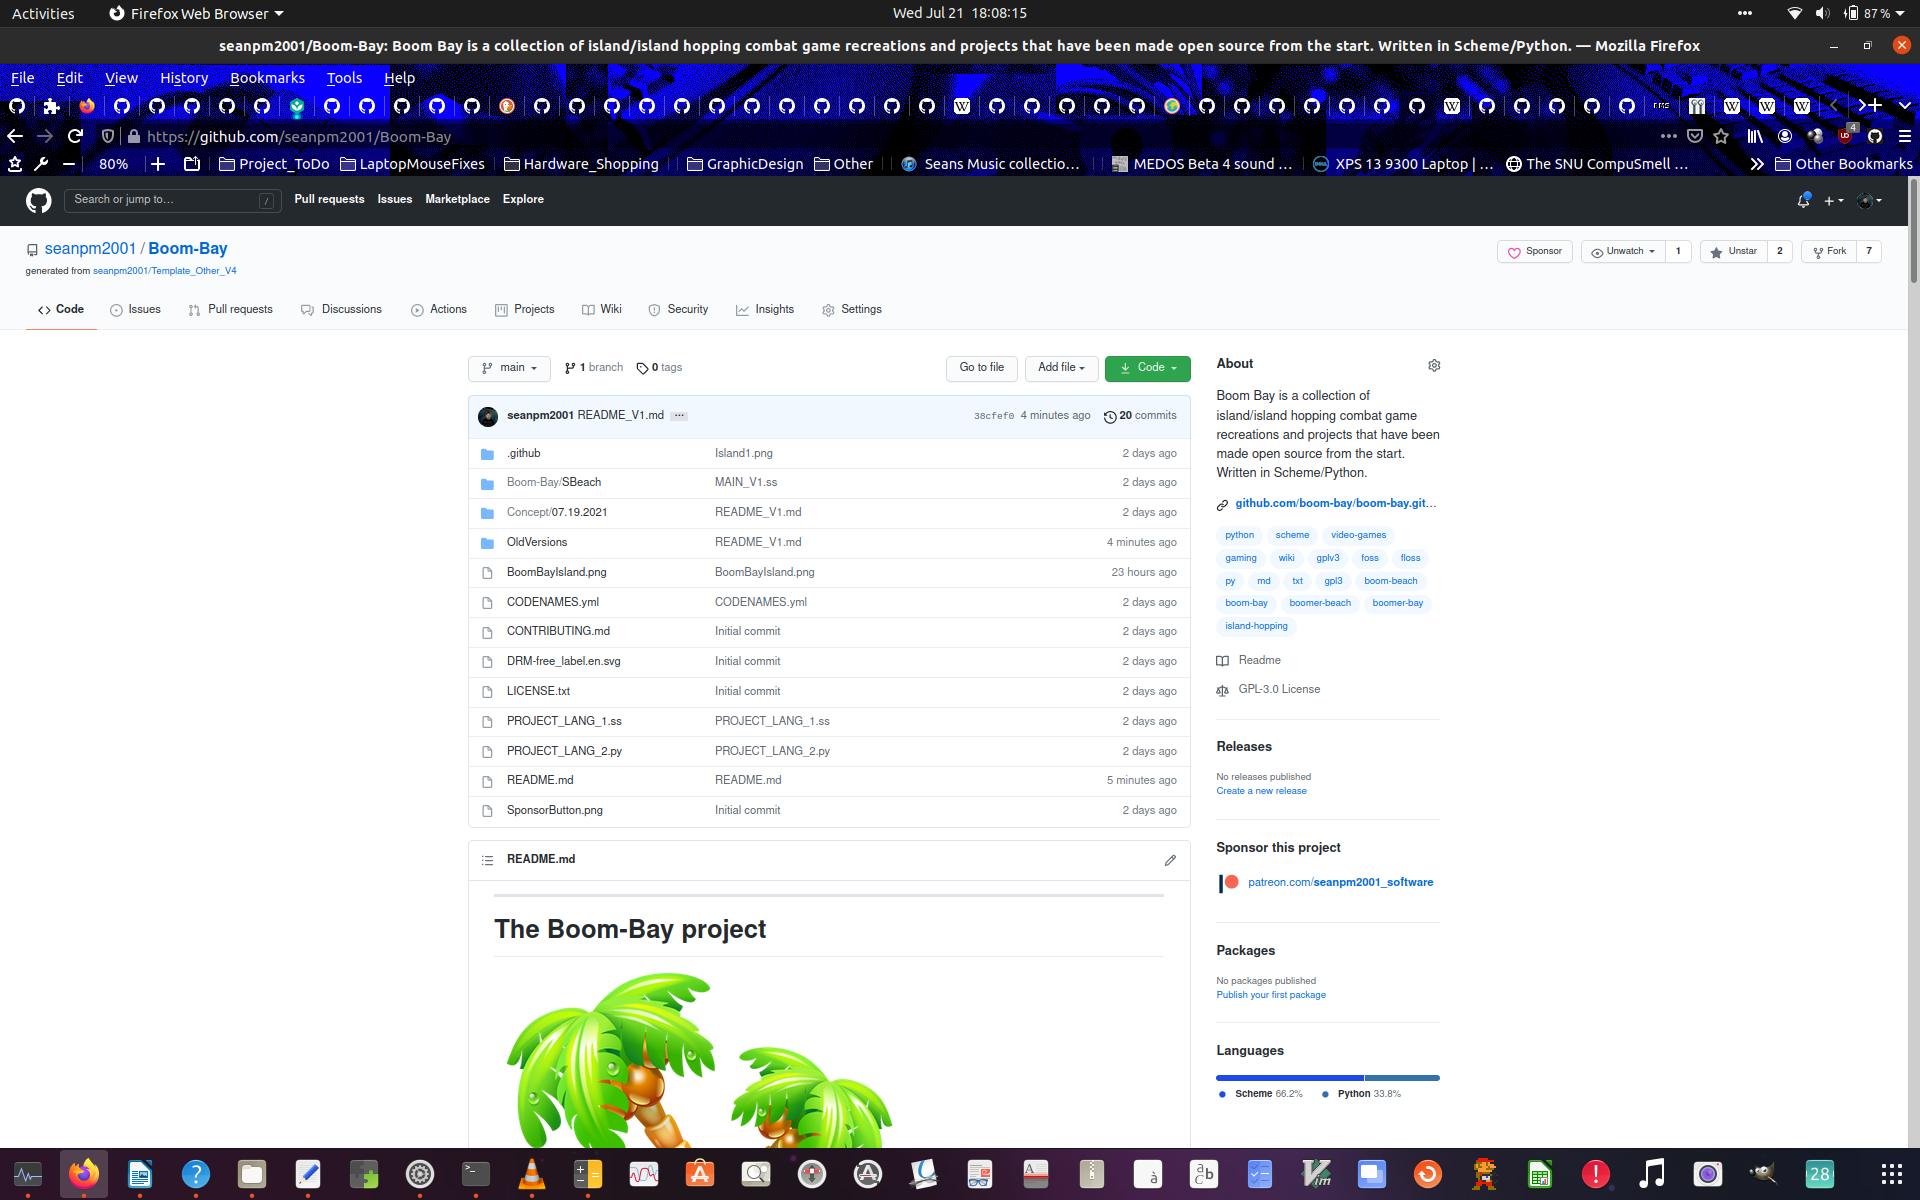 Activities
Firefox Web Browser
Wed Jul 21 18:08:15
87 %
seanpm2001/Boom-Bay: Boom Bay is a collection of island/island hopping combat game recreations and projects that have been made open source from the start. Written in Scheme/Python. — Mozilla Firefox
File Edit View History Bookmarks Tools Help
https://github.com/seanpm2001/Boom-Bay
4
80%
Project_ToDo
LaptopMouseFixes
Hardware_Shopping
GraphicDesign
Other
Seans Music collectio…
MEDOS Beta 4 sound …
XPS 13 9300 Laptop | …
The SNU CompuSmell …
Other Bookmarks
Search or jump to… /
Pull requests Issues Marketplace Explore
seanpm2001 / Boom-Bay
generated from seanpm2001/Template_Other_V4
Sponsor
Unwatch 1
Unstar 2
Fork 7
Code Issues Pull requests Discussions Actions Projects Wiki Security Insights Settings
main
1 branch
0 tags
Go to file
Add file
Code
seanpm2001 README_V1.md … 38cfef0 4 minutes ago 20 commits
.github Island1.png 2 days ago
Boom-Bay/SBeach MAIN_V1.ss 2 days ago
Concept/07.19.2021 README_V1.md 2 days ago
OldVersions README_V1.md 4 minutes ago
BoomBayIsland.png BoomBayIsland.png 23 hours ago
CODENAMES.yml CODENAMES.yml 2 days ago
CONTRIBUTING.md Initial commit 2 days ago
DRM-free_label.en.svg Initial commit 2 days ago
LICENSE.txt Initial commit 2 days ago
PROJECT_LANG_1.ss PROJECT_LANG_1.ss 2 days ago
PROJECT_LANG_2.py PROJECT_LANG_2.py 2 days ago
README.md README.md 5 minutes ago
SponsorButton.png Initial commit 2 days ago
README.md
The Boom-Bay project
About
Boom Bay is a collection of
island/island hopping combat game
recreations and projects that have been
made open source from the start.
Written in Scheme/Python.
github.com/boom-bay/boom-bay.git…
python scheme video-games
gaming wiki gplv3 foss floss
py md txt gpl3 boom-beach
boom-bay boomer-beach boomer-bay
island-hopping
Readme
GPL-3.0 License
Releases
No releases published
Create a new release
Sponsor this project
patreon.com/seanpm2001_software
Packages
No packages published
Publish your first package
Languages
Scheme 66.2% Python 33.8%
28